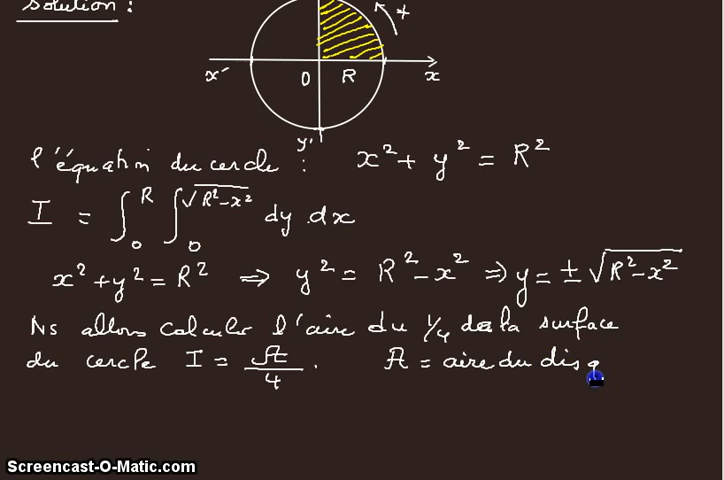 Solution :
+
x' O R x
y'
l'équation du cercle : x² + y² = R²
I = ∫₀ᴿ ∫₀^√(R²-x²) dy dx
x² + y² = R² ⇒ y² = R² - x² ⇒ y = ± √(R²-x²)
Ns allons calculer l'aire du 1/4 de la surface
du cercle I = A/4 . A = aire du disq
Screencast-O-Matic.com